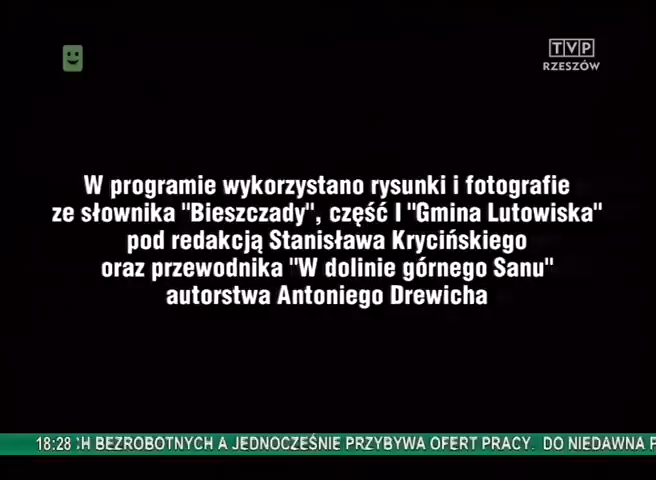 TVP
RZESZÓW
W programie wykorzystano rysunki i fotografie
ze słownika "Bieszczady", część I "Gmina Lutowiska"
pod redakcją Stanisława Krycińskiego
oraz przewodnika "W dolinie górnego Sanu"
autorstwa Antoniego Drewicha
18:28 CH BEZROBOTNYCH A JEDNOCZEŚNIE PRZYBYWA OFERT PRACY. DO NIEDAWNA P